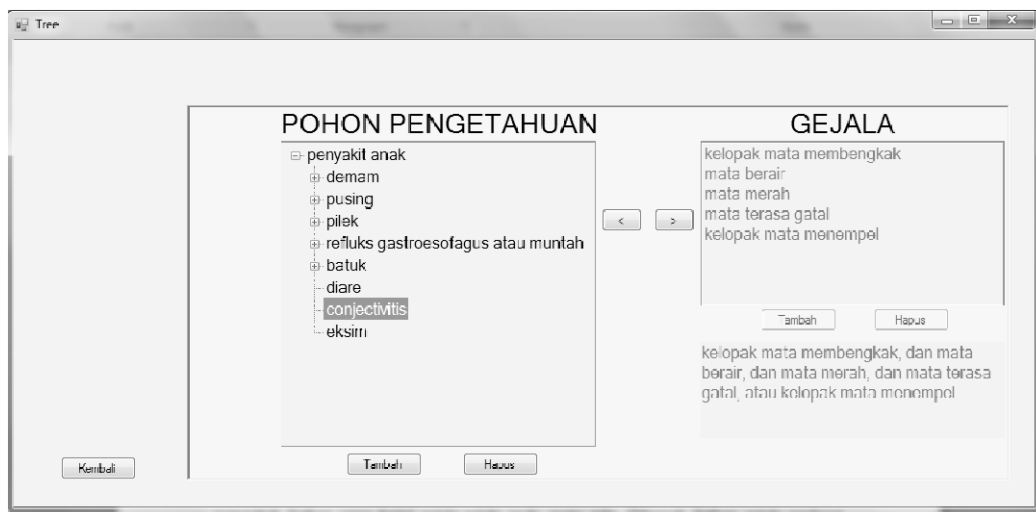 Tree
POHON PENGETAHUAN
penyakit anak
demam
pusing
pilek
refluks gastroesofagus atau muntah
batuk
diare
conjectivitis
eksim
Tambah
Hapus
<
>
GEJALA
kelopak mata membengkak
mata berair
mata merah
mata terasa gatal
kelopak mata menempel
Tambah
Hapus
kelopak mata membengkak, dan mata
berair, dan mata merah, dan mata terasa
gatal, atau kelopak mata menempel
Kembali